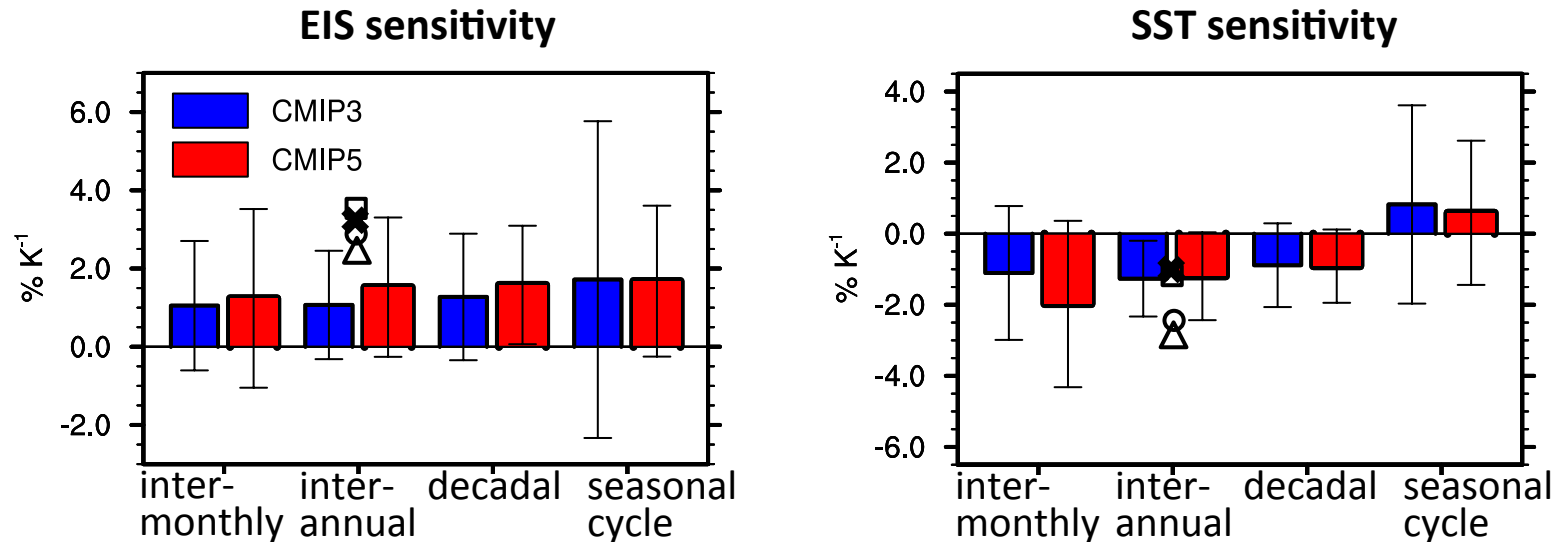 EIS sensitivity
% K-1
6.0
4.0
2.0
0.0
-2.0
CMIP3
CMIP5
inter-
monthly
inter-
annual
decadal
seasonal
cycle
SST sensitivity
% K-1
4.0
2.0
0.0
-2.0
-4.0
-6.0
inter-
monthly
inter-
annual
decadal
seasonal
cycle